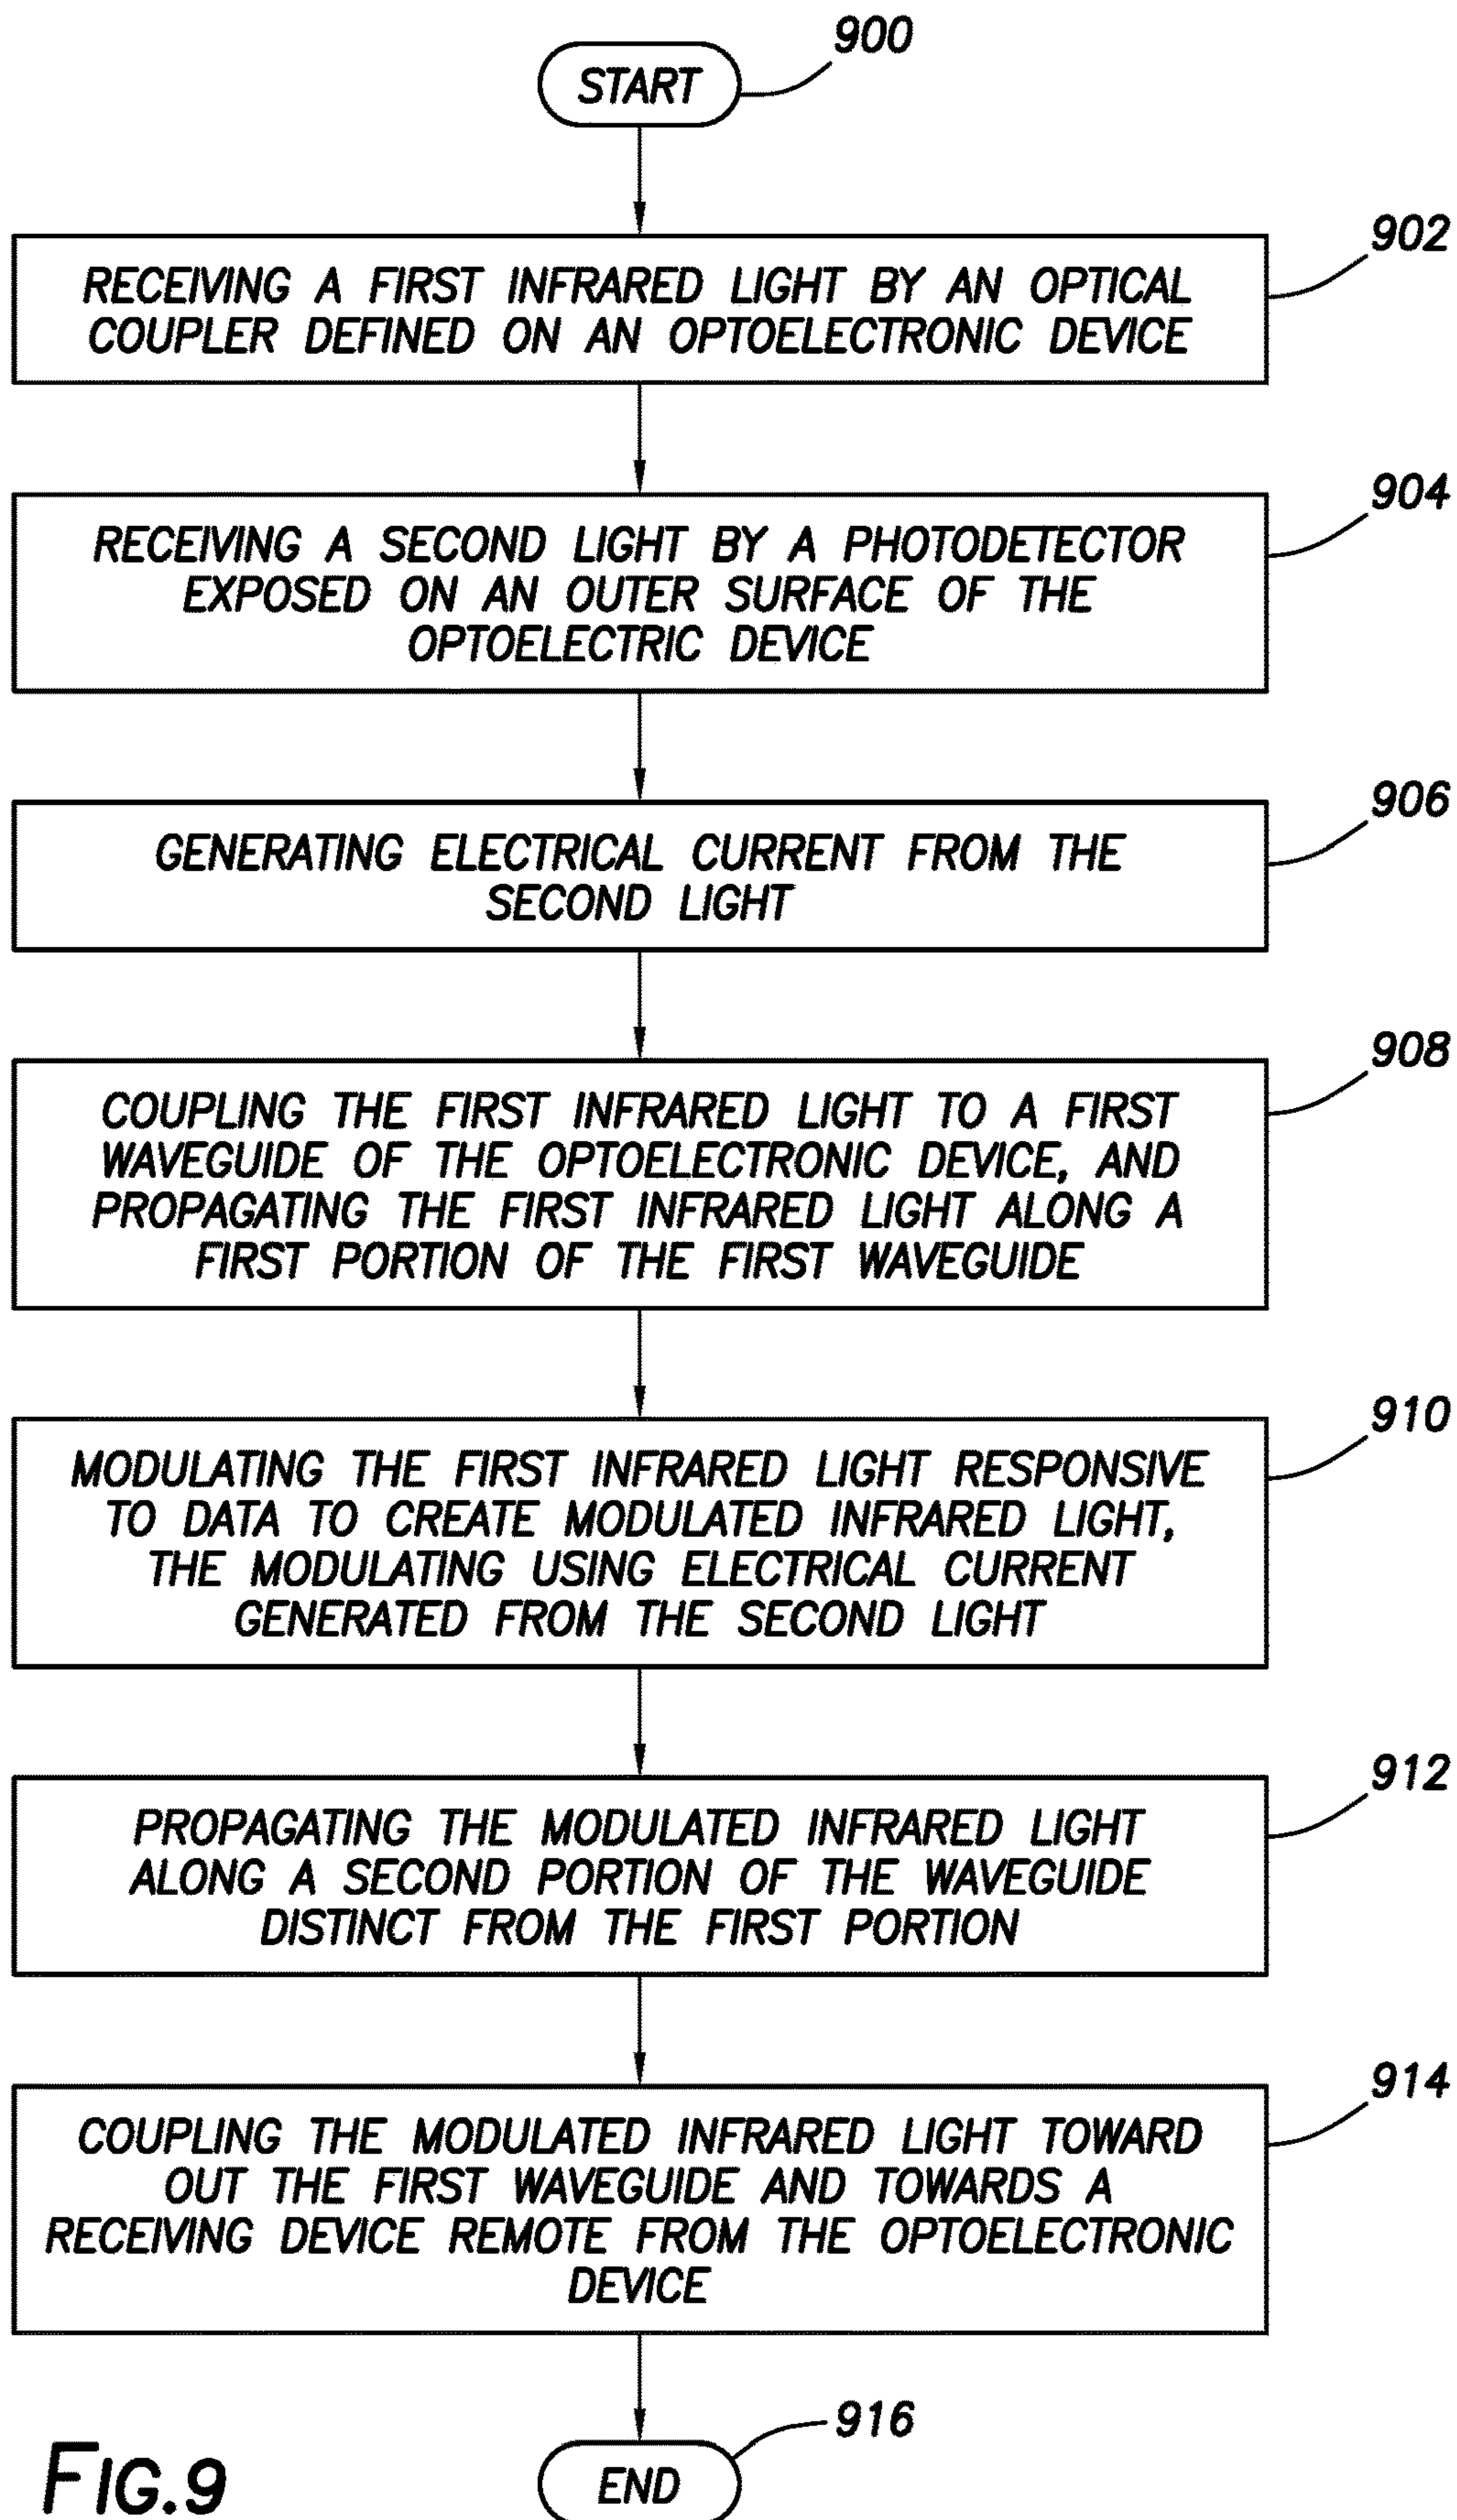 900
START
902
RECEIVING A FIRST INFRARED LIGHT BY AN OPTICAL
COUPLER DEFINED ON AN OPTOELECTRONIC DEVICE
904
RECEIVING A SECOND LIGHT BY A PHOTODETECTOR
EXPOSED ON AN OUTER SURFACE OF THE
OPTOELECTRIC DEVICE
906
GENERATING ELECTRICAL CURRENT FROM THE
SECOND LIGHT
908
COUPLING THE FIRST INFRARED LIGHT TO A FIRST
WAVEGUIDE OF THE OPTOELECTRONIC DEVICE, AND
PROPAGATING THE FIRST INFRARED LIGHT ALONG A
FIRST PORTION OF THE FIRST WAVEGUIDE
910
MODULATING THE FIRST INFRARED LIGHT RESPONSIVE
TO DATA TO CREATE MODULATED INFRARED LIGHT,
THE MODULATING USING ELECTRICAL CURRENT
GENERATED FROM THE SECOND LIGHT
912
PROPAGATING THE MODULATED INFRARED LIGHT
ALONG A SECOND PORTION OF THE WAVEGUIDE
DISTINCT FROM THE FIRST PORTION
914
COUPLING THE MODULATED INFRARED LIGHT TOWARD
OUT THE FIRST WAVEGUIDE AND TOWARDS A
RECEIVING DEVICE REMOTE FROM THE OPTOELECTRONIC
DEVICE
916
END
FIG.9